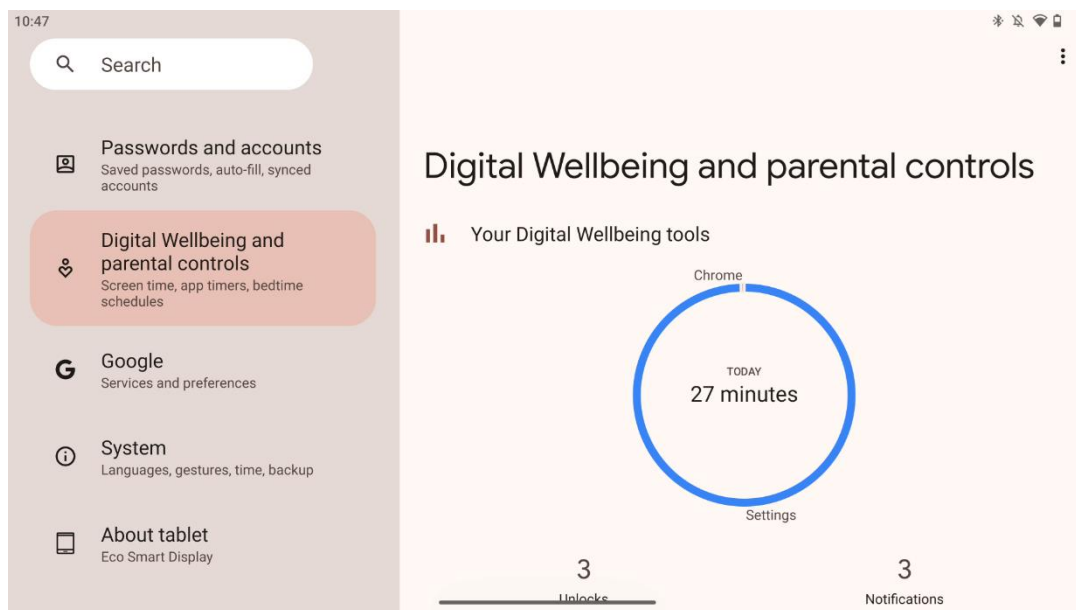 10:47
Search
Passwords and accounts
Saved passwords, auto-fill, synced
accounts
Digital Wellbeing and
parental controls
Screen time, app timers, bedtime
schedules
Google
Services and preferences
System
Languages, gestures, time, backup
About tablet
Eco Smart Display
Digital Wellbeing and parental controls
Your Digital Wellbeing tools
Chrome
TODAY
27 minutes
Settings
3
Unlocks
3
Notifications